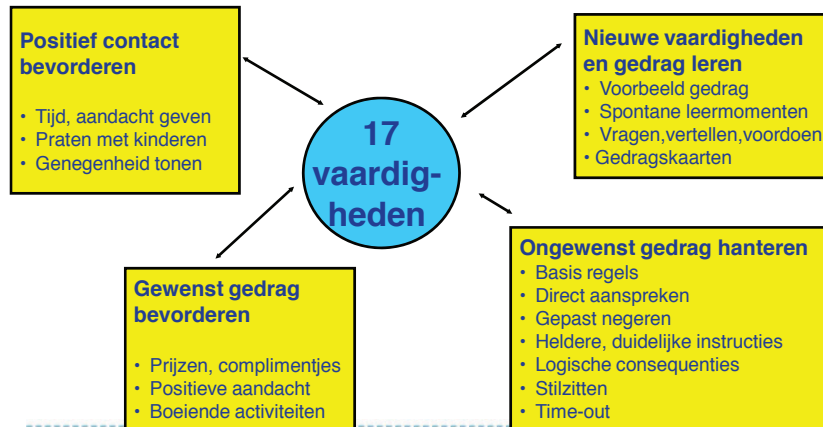 Positief contact
bevorderen
• Tijd, aandacht geven
• Praten met kinderen
• Genegenheid tonen
Nieuwe vaardigheden
en gedrag leren
• Voorbeeld gedrag
• Spontane leermomenten
• Vragen,vertellen,voordoen
• Gedragskaarten
17
vaardig-
heden
Gewenst gedrag
bevorderen
• Prijzen, complimentjes
• Positieve aandacht
• Boeiende activiteiten
Ongewenst gedrag hanteren
• Basis regels
• Direct aanspreken
• Gepast negeren
• Heldere, duidelijke instructies
• Logische consequenties
• Stilzitten
• Time-out